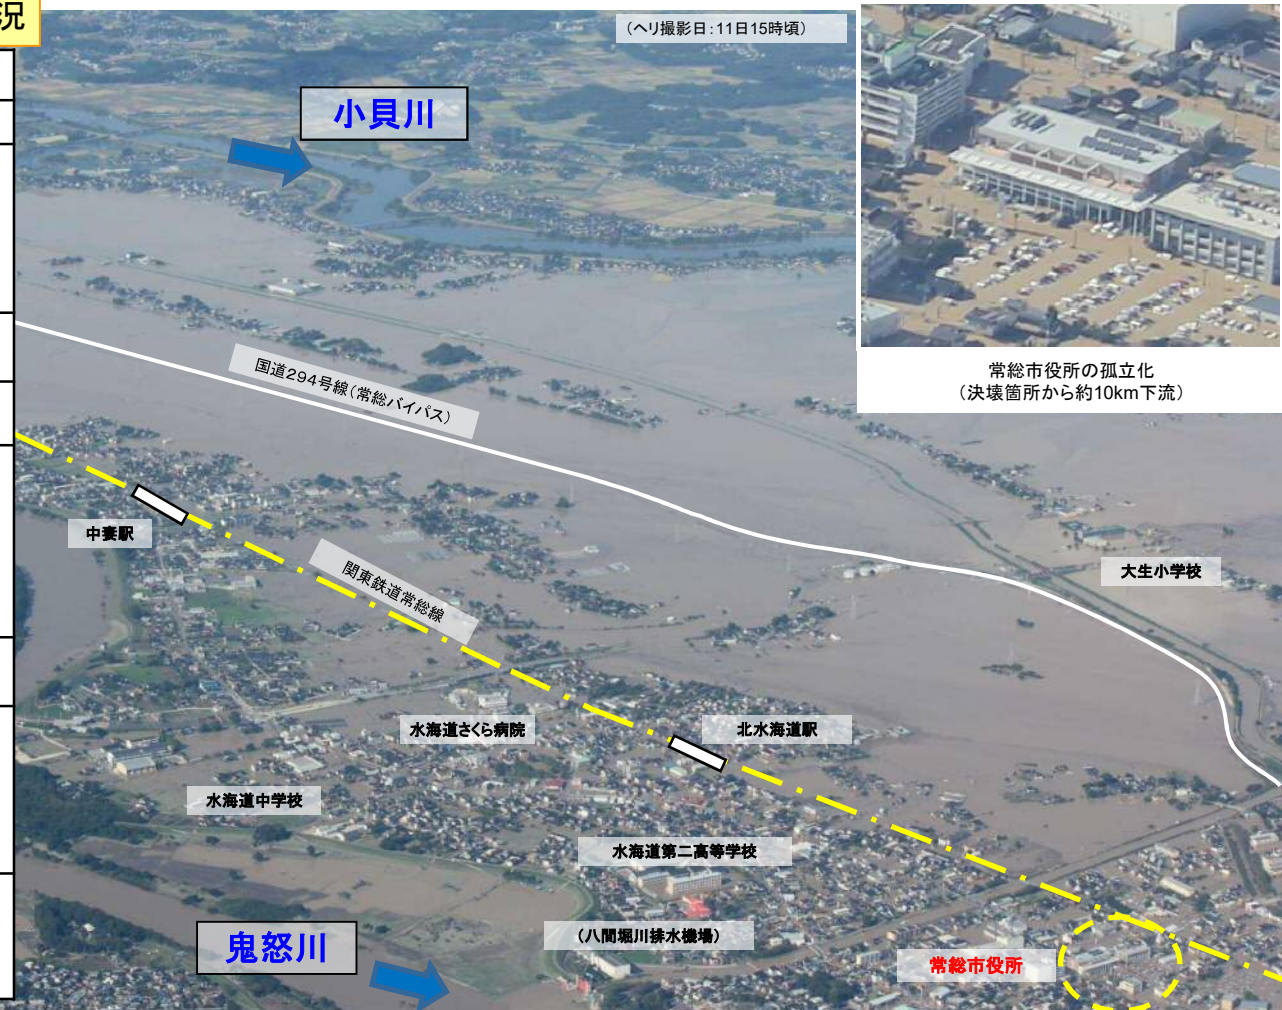 況
(ヘリ撮影日:11日15時頃)
小貝川
常総市役所の孤立化
(決壊箇所から約10km下流)
国道294号線(常総バイパス)
中妻駅
関東鉄道常総線
大生小学校
水海道さくら病院
北水海道駅
水海道中学校
水海道第二高等学校
鬼怒川
(八間堀川排水機場)
常総市役所